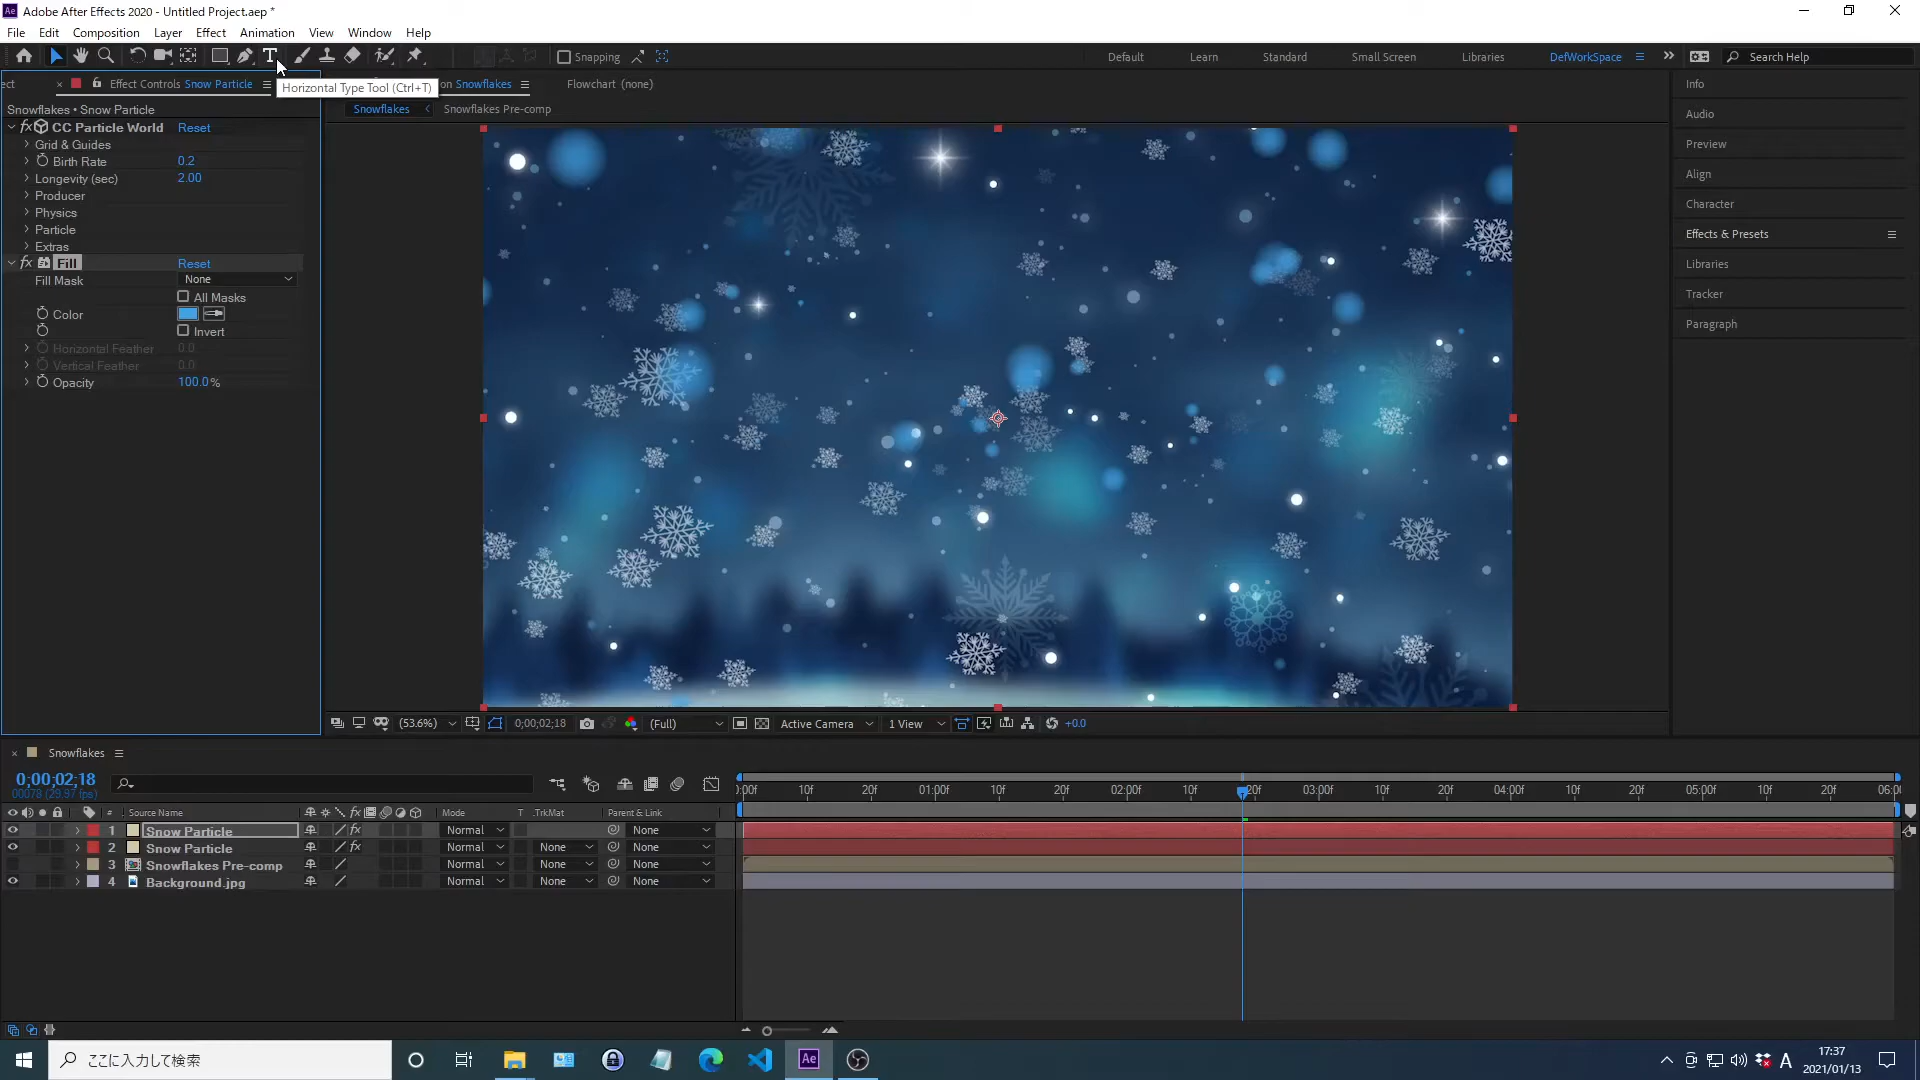 Ae Adobe After Effects 2020 - Untitled Project.aep *
File Edit Composition Layer Effect Animation View Window Help
T Snapping Default Learn Standard Small Screen Libraries DefWorkSpace Search Help
ect Effect Controls Snow Particle on Snowflakes Flowchart (none)
Horizontal Type Tool (Ctrl+T)
Snowflakes • Snow Particle
Snowflakes Snowflakes Pre-comp
fx CC Particle World Reset
Grid & Guides
Birth Rate 0.2
Longevity (sec) 2.00
Producer
Physics
Particle
Extras
fx Fill Reset
Fill Mask None
All Masks
Color
Invert
Horizontal Feather 0.0
Vertical Feather 0.0
Opacity 100.0 %
Info
Audio
Preview
Align
Character
Effects & Presets
Libraries
Tracker
Paragraph
(53.6%) 0;00;02;18 (Full) Active Camera 1 View +0.0
Snowflakes
0;00;02;18
00078 (29.97 fps)
# Source Name fx Mode T .TrkMat Parent & Link
1 Snow Particle fx Normal None
2 Snow Particle fx Normal None None
3 Snowflakes Pre-comp Normal None None
4 Background.jpg Normal None None
):00f 10f 20f 01:00f 10f 20f 02:00f 10f 20f 03:00f 10f 20f 04:00f 10f 20f 05:00f 10f 20f 06:0
ここに入力して検索
Ae
A
17:37
2021/01/13